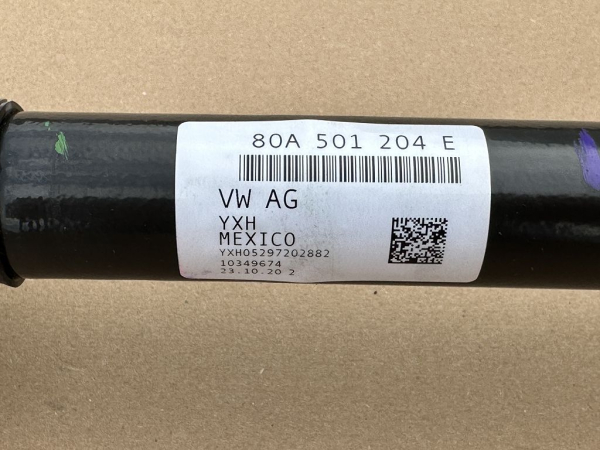 80A 501 204 E
VW AG
YXH
MEXICO
YXH05297202882
10349674
23.10.20 2